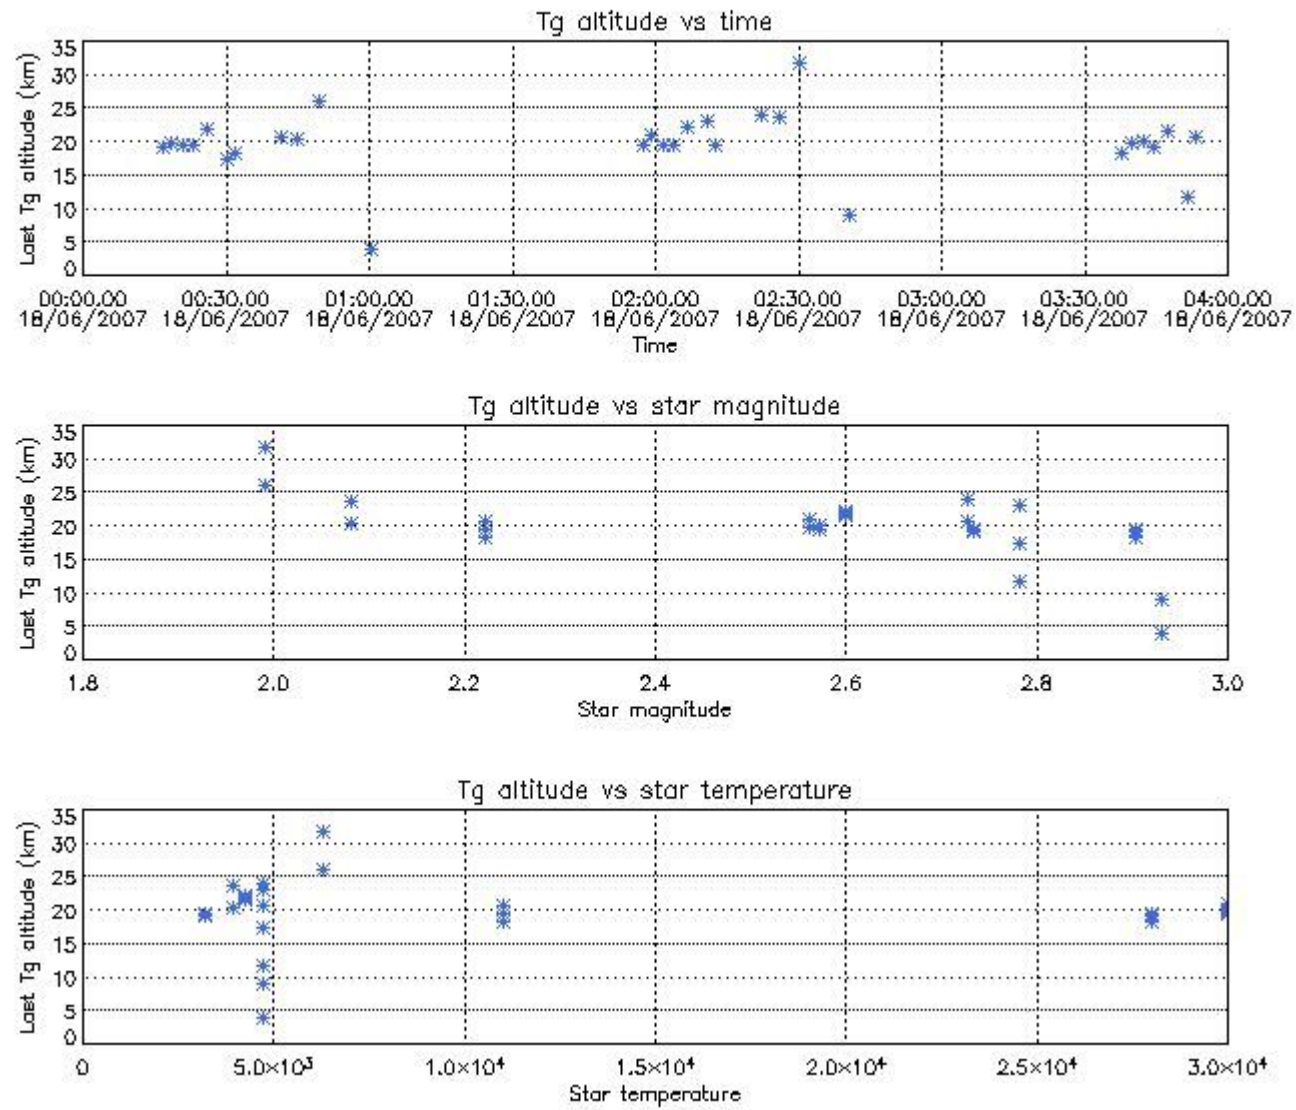 Tg altitude vs time
Last Tg altitude (km)
35
30
25
20
15
10
5
0
00:00.00 00:30.00 01:00.00 01:30.00 02:00.00 02:30.00 03:00.00 03:30.00 04:00.00
18/06/2007 18/06/2007 18/06/2007 18/06/2007 18/06/2007 18/06/2007 18/06/2007 18/06/2007 18/06/2007
Time
Tg altitude vs star magnitude
Last Tg altitude (km)
35
30
25
20
15
10
5
0
1.8 2.0 2.2 2.4 2.6 2.8 3.0
Star magnitude
Tg altitude vs star temperature
Last Tg altitude (km)
35
30
25
20
15
10
5
0
0 5.0×10³ 1.0×10⁴ 1.5×10⁴ 2.0×10⁴ 2.5×10⁴ 3.0×10⁴
Star temperature